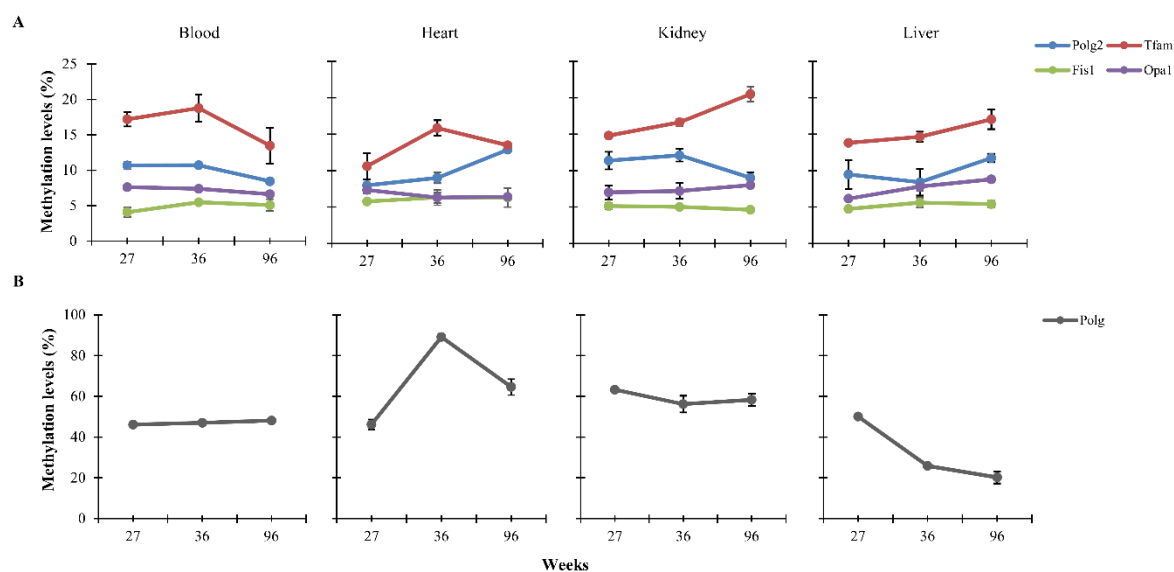 A
Blood Heart Kidney Liver
Polg2 Tfam
Fis1 Opa1
Methylation levels (%)
25
20
15
10
5
0
27 36 96 27 36 96 27 36 96 27 36 96
B
Polg
Methylation levels (%)
100
80
60
40
20
0
27 36 96 27 36 96 27 36 96 27 36 96
Weeks